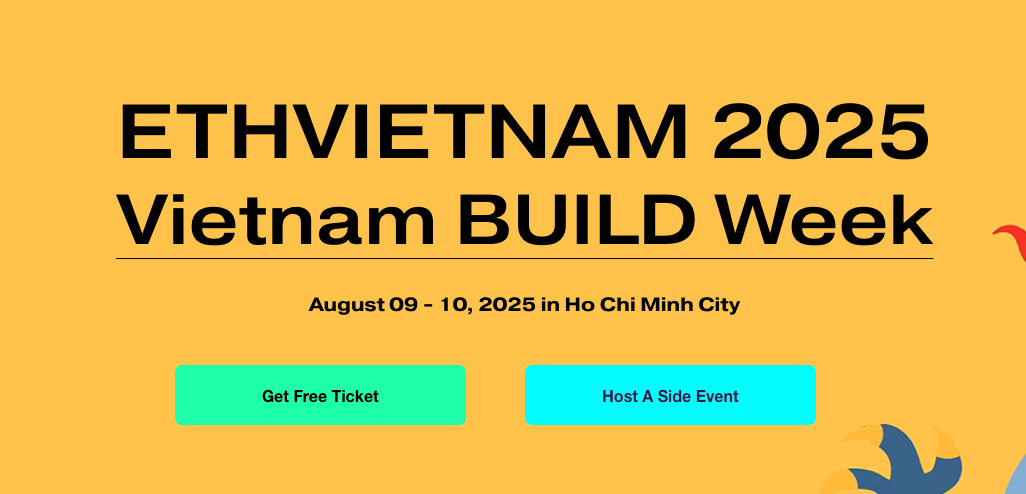 ETHVIETNAM 2025
Vietnam BUILD Week
August 09 - 10, 2025 in Ho Chi Minh City
Get Free Ticket
Host A Side Event